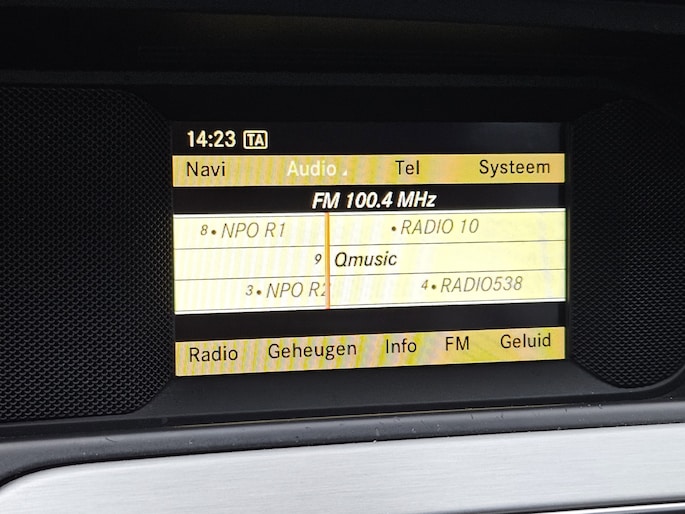 14:23 TA
Navi Audio Tel Systeem
FM 100.4 MHz
8 • NPO R1 • RADIO 10
9 Qmusic
3 • NPO R2 4 • RADIO538
Radio Geheugen Info FM Geluid